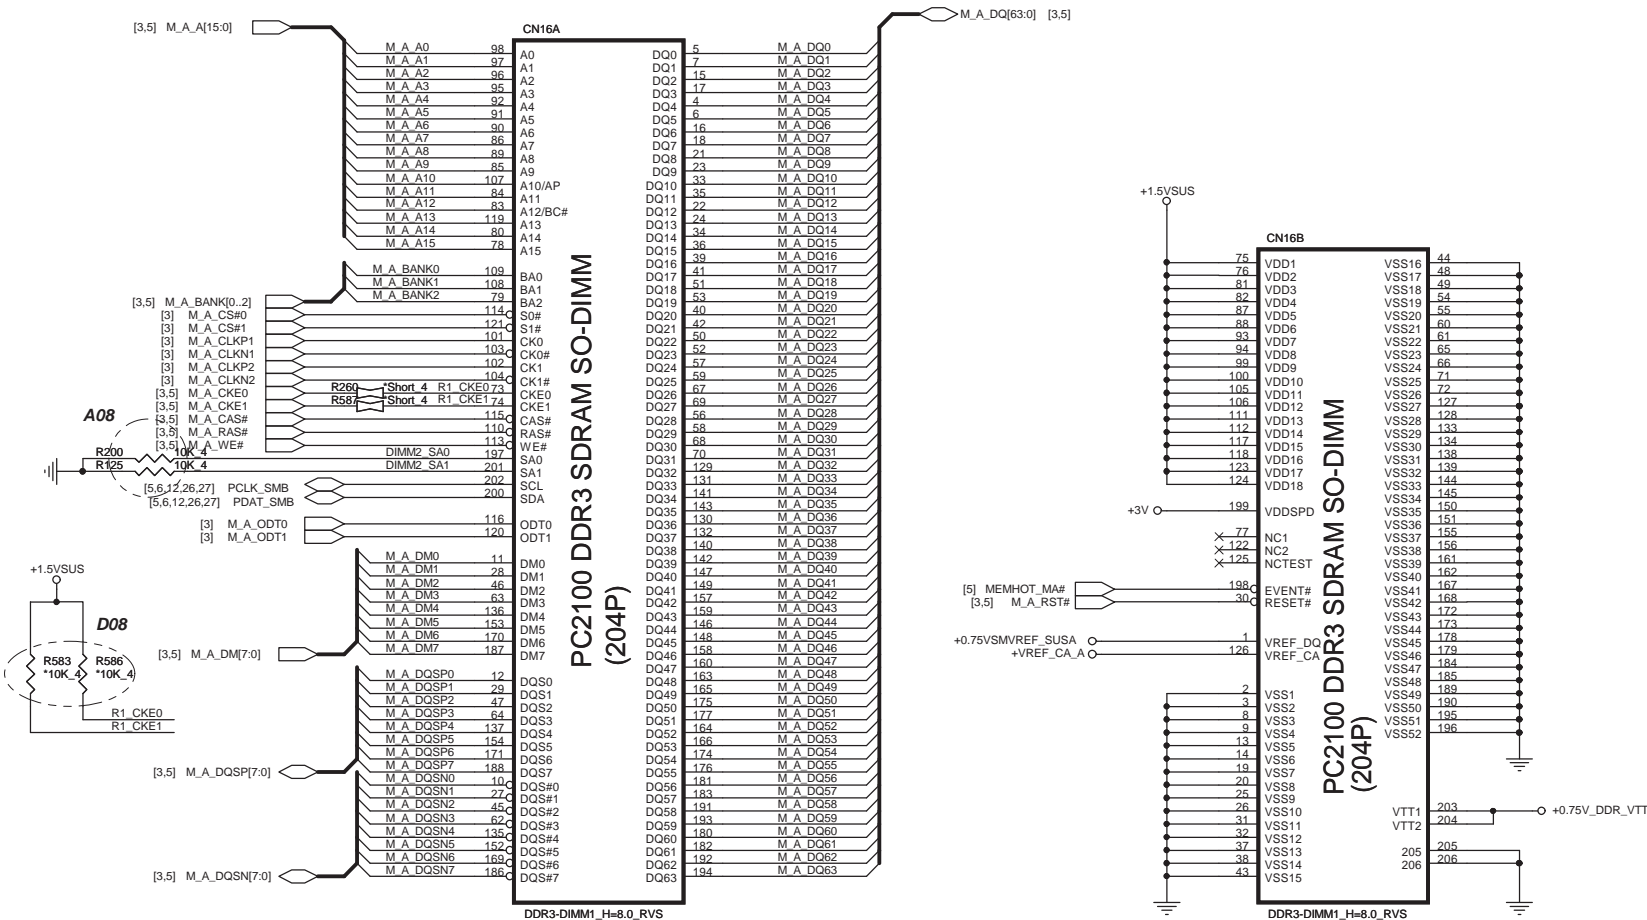 [3,5] M_A_A[15:0]
M_A_DQ[63:0] [3,5]
CN16A
M_A_A0 98 A0
M_A_A1 97 A1
M_A_A2 96 A2
M_A_A3 95 A3
M_A_A4 92 A4
M_A_A5 91 A5
M_A_A6 90 A6
M_A_A7 86 A7
M_A_A8 89 A8
M_A_A9 85 A9
M_A_A10 107 A10/AP
M_A_A11 84 A11
M_A_A12 83 A12/BC#
M_A_A13 119 A13
M_A_A14 80 A14
M_A_A15 78 A15
M_A_BANK0 109 BA0
M_A_BANK1 108 BA1
M_A_BANK2 79 BA2
[3,5] M_A_BANK[0..2]
[3] M_A_CS#0 114 S0#
[3] M_A_CS#1 121 S1#
[3] M_A_CLKP1 101 CK0
[3] M_A_CLKN1 103 CK0#
[3] M_A_CLKP2 102 CK1
[3] M_A_CLKN2 104 CK1#
[3,5] M_A_CKE0 R260 *Short_4 R1_CKE0 73 CKE0
[3,5] M_A_CKE1 R587 *Short_4 R1_CKE1 74 CKE1
[3,5] M_A_CAS# 115 CAS#
[3,5] M_A_RAS# 110 RAS#
[3,5] M_A_WE# 113 WE#
A08
R200 10K_4 DIMM2_SA0 197 SA0
R125 10K_4 DIMM2_SA1 201 SA1
[5,6,12,26,27] PCLK_SMB 202 SCL
[5,6,12,26,27] PDAT_SMB 200 SDA
[3] M_A_ODT0 116 ODT0
[3] M_A_ODT1 120 ODT1
M_A_DM0 11 DM0
M_A_DM1 28 DM1
M_A_DM2 46 DM2
M_A_DM3 63 DM3
M_A_DM4 136 DM4
M_A_DM5 153 DM5
M_A_DM6 170 DM6
M_A_DM7 187 DM7
[3,5] M_A_DM[7:0]
+1.5VSUS
D08
R583 *10K_4
R586 *10K_4
R1_CKE0
R1_CKE1
M_A_DQSP0 12 DQS0
M_A_DQSP1 29 DQS1
M_A_DQSP2 47 DQS2
M_A_DQSP3 64 DQS3
M_A_DQSP4 137 DQS4
M_A_DQSP5 154 DQS5
M_A_DQSP6 171 DQS6
M_A_DQSP7 188 DQS7
[3,5] M_A_DQSP[7:0]
M_A_DQSN0 10 DQS#0
M_A_DQSN1 27 DQS#1
M_A_DQSN2 45 DQS#2
M_A_DQSN3 62 DQS#3
M_A_DQSN4 135 DQS#4
M_A_DQSN5 152 DQS#5
M_A_DQSN6 169 DQS#6
M_A_DQSN7 186 DQS#7
[3,5] M_A_DQSN[7:0]
PC2100 DDR3 SDRAM SO-DIMM
(204P)
DQ0 5 M_A_DQ0
DQ1 7 M_A_DQ1
DQ2 15 M_A_DQ2
DQ3 17 M_A_DQ3
DQ4 4 M_A_DQ4
DQ5 6 M_A_DQ5
DQ6 16 M_A_DQ6
DQ7 18 M_A_DQ7
DQ8 21 M_A_DQ8
DQ9 23 M_A_DQ9
DQ10 33 M_A_DQ10
DQ11 35 M_A_DQ11
DQ12 22 M_A_DQ12
DQ13 24 M_A_DQ13
DQ14 34 M_A_DQ14
DQ15 36 M_A_DQ15
DQ16 39 M_A_DQ16
DQ17 41 M_A_DQ17
DQ18 51 M_A_DQ18
DQ19 53 M_A_DQ19
DQ20 40 M_A_DQ20
DQ21 42 M_A_DQ21
DQ22 50 M_A_DQ22
DQ23 52 M_A_DQ23
DQ24 57 M_A_DQ24
DQ25 59 M_A_DQ25
DQ26 67 M_A_DQ26
DQ27 69 M_A_DQ27
DQ28 56 M_A_DQ28
DQ29 58 M_A_DQ29
DQ30 68 M_A_DQ30
DQ31 70 M_A_DQ31
DQ32 129 M_A_DQ32
DQ33 131 M_A_DQ33
DQ34 141 M_A_DQ34
DQ35 143 M_A_DQ35
DQ36 130 M_A_DQ36
DQ37 132 M_A_DQ37
DQ38 140 M_A_DQ38
DQ39 142 M_A_DQ39
DQ40 147 M_A_DQ40
DQ41 149 M_A_DQ41
DQ42 157 M_A_DQ42
DQ43 159 M_A_DQ43
DQ44 146 M_A_DQ44
DQ45 148 M_A_DQ45
DQ46 158 M_A_DQ46
DQ47 160 M_A_DQ47
DQ48 163 M_A_DQ48
DQ49 165 M_A_DQ49
DQ50 175 M_A_DQ50
DQ51 177 M_A_DQ51
DQ52 164 M_A_DQ52
DQ53 166 M_A_DQ53
DQ54 174 M_A_DQ54
DQ55 176 M_A_DQ55
DQ56 181 M_A_DQ56
DQ57 183 M_A_DQ57
DQ58 191 M_A_DQ58
DQ59 193 M_A_DQ59
DQ60 180 M_A_DQ60
DQ61 182 M_A_DQ61
DQ62 192 M_A_DQ62
DQ63 194 M_A_DQ63
DDR3-DIMM1_H=8.0_RVS
+1.5VSUS
CN16B
75 VDD1
76 VDD2
81 VDD3
82 VDD4
87 VDD5
88 VDD6
93 VDD7
94 VDD8
99 VDD9
100 VDD10
105 VDD11
106 VDD12
111 VDD13
112 VDD14
117 VDD15
118 VDD16
123 VDD17
124 VDD18
+3V 199 VDDSPD
77 NC1
122 NC2
125 NCTEST
[5] MEMHOT_MA# 198 EVENT#
[3,5] M_A_RST# 30 RESET#
+0.75VSMVREF_SUSA 1 VREF_DQ
+VREF_CA_A 126 VREF_CA
2 VSS1
3 VSS2
8 VSS3
9 VSS4
13 VSS5
14 VSS6
19 VSS7
20 VSS8
25 VSS9
26 VSS10
31 VSS11
32 VSS12
37 VSS13
38 VSS14
43 VSS15
PC2100 DDR3 SDRAM SO-DIMM
(204P)
VSS16 44
VSS17 48
VSS18 49
VSS19 54
VSS20 55
VSS21 60
VSS22 61
VSS23 65
VSS24 66
VSS25 71
VSS26 72
VSS27 127
VSS28 128
VSS29 133
VSS30 134
VSS31 138
VSS32 139
VSS33 144
VSS34 145
VSS35 150
VSS36 151
VSS37 155
VSS38 156
VSS39 161
VSS40 162
VSS41 167
VSS42 168
VSS43 172
VSS44 173
VSS45 178
VSS46 179
VSS47 184
VSS48 185
VSS49 189
VSS50 190
VSS51 195
VSS52 196
VTT1 203
VTT2 204
+0.75V_DDR_VTT
205 205
206 206
DDR3-DIMM1_H=8.0_RVS